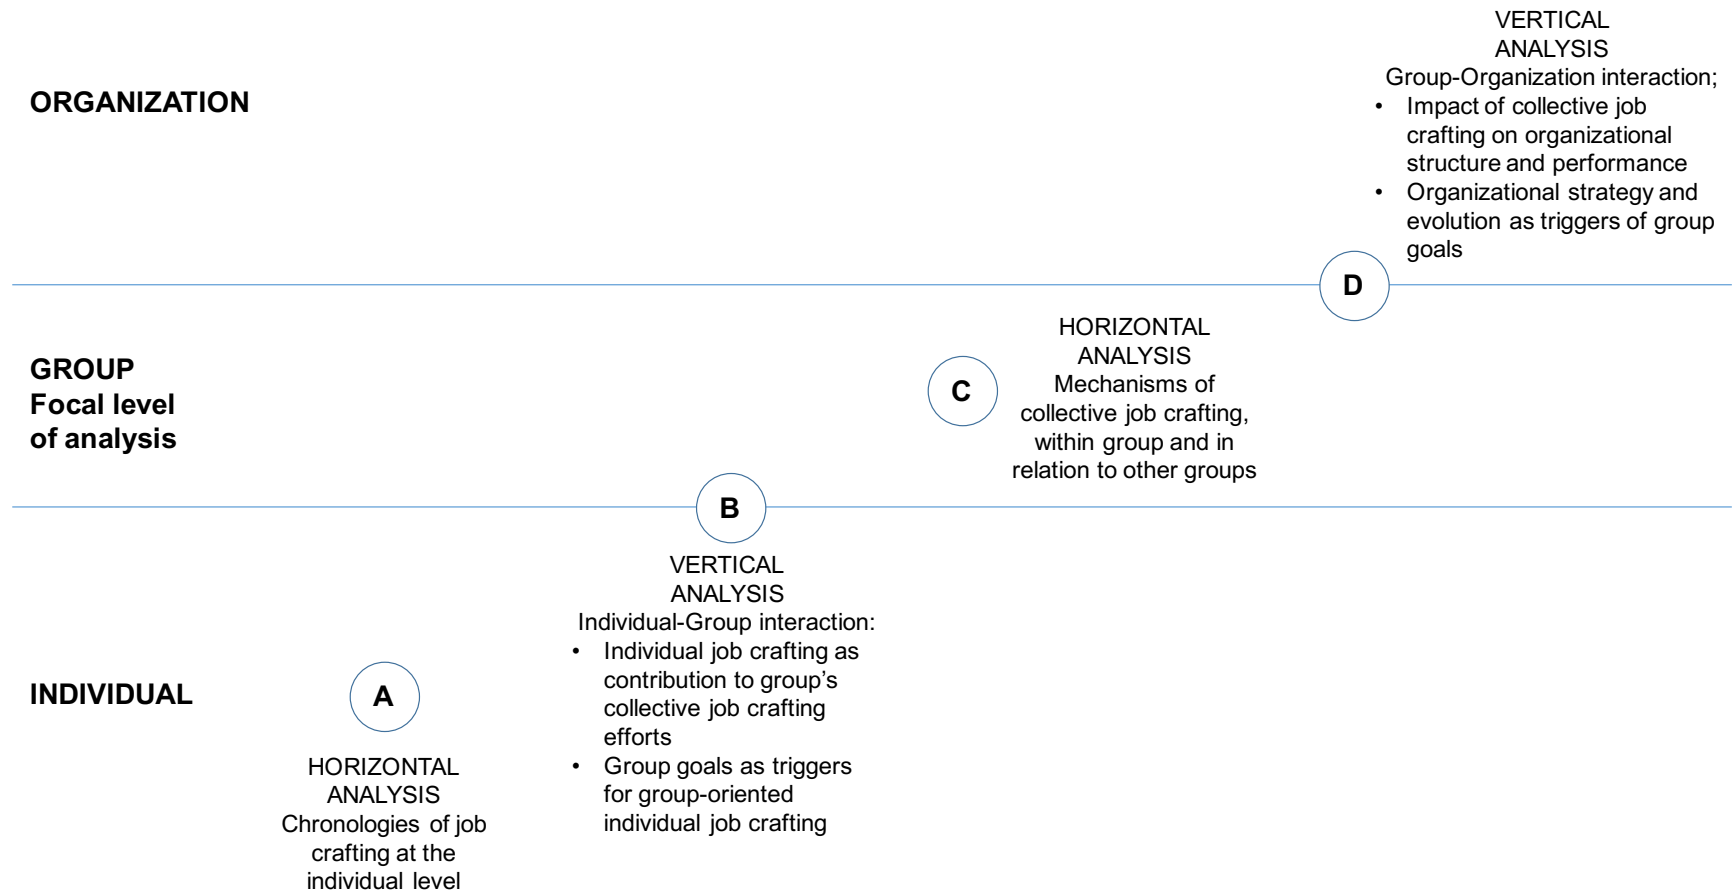 VERTICAL
ANALYSIS
Group-Organization interaction;
• Impact of collective job
crafting on organizational
structure and performance
• Organizational strategy and
evolution as triggers of group
goals
ORGANIZATION
D
HORIZONTAL
ANALYSIS
Mechanisms of
collective job crafting,
within group and in
relation to other groups
C
GROUP
Focal level
of analysis
B
VERTICAL
ANALYSIS
Individual-Group interaction:
• Individual job crafting as
contribution to group's
collective job crafting
efforts
• Group goals as triggers
for group-oriented
individual job crafting
INDIVIDUAL
A
HORIZONTAL
ANALYSIS
Chronologies of job
crafting at the
individual level